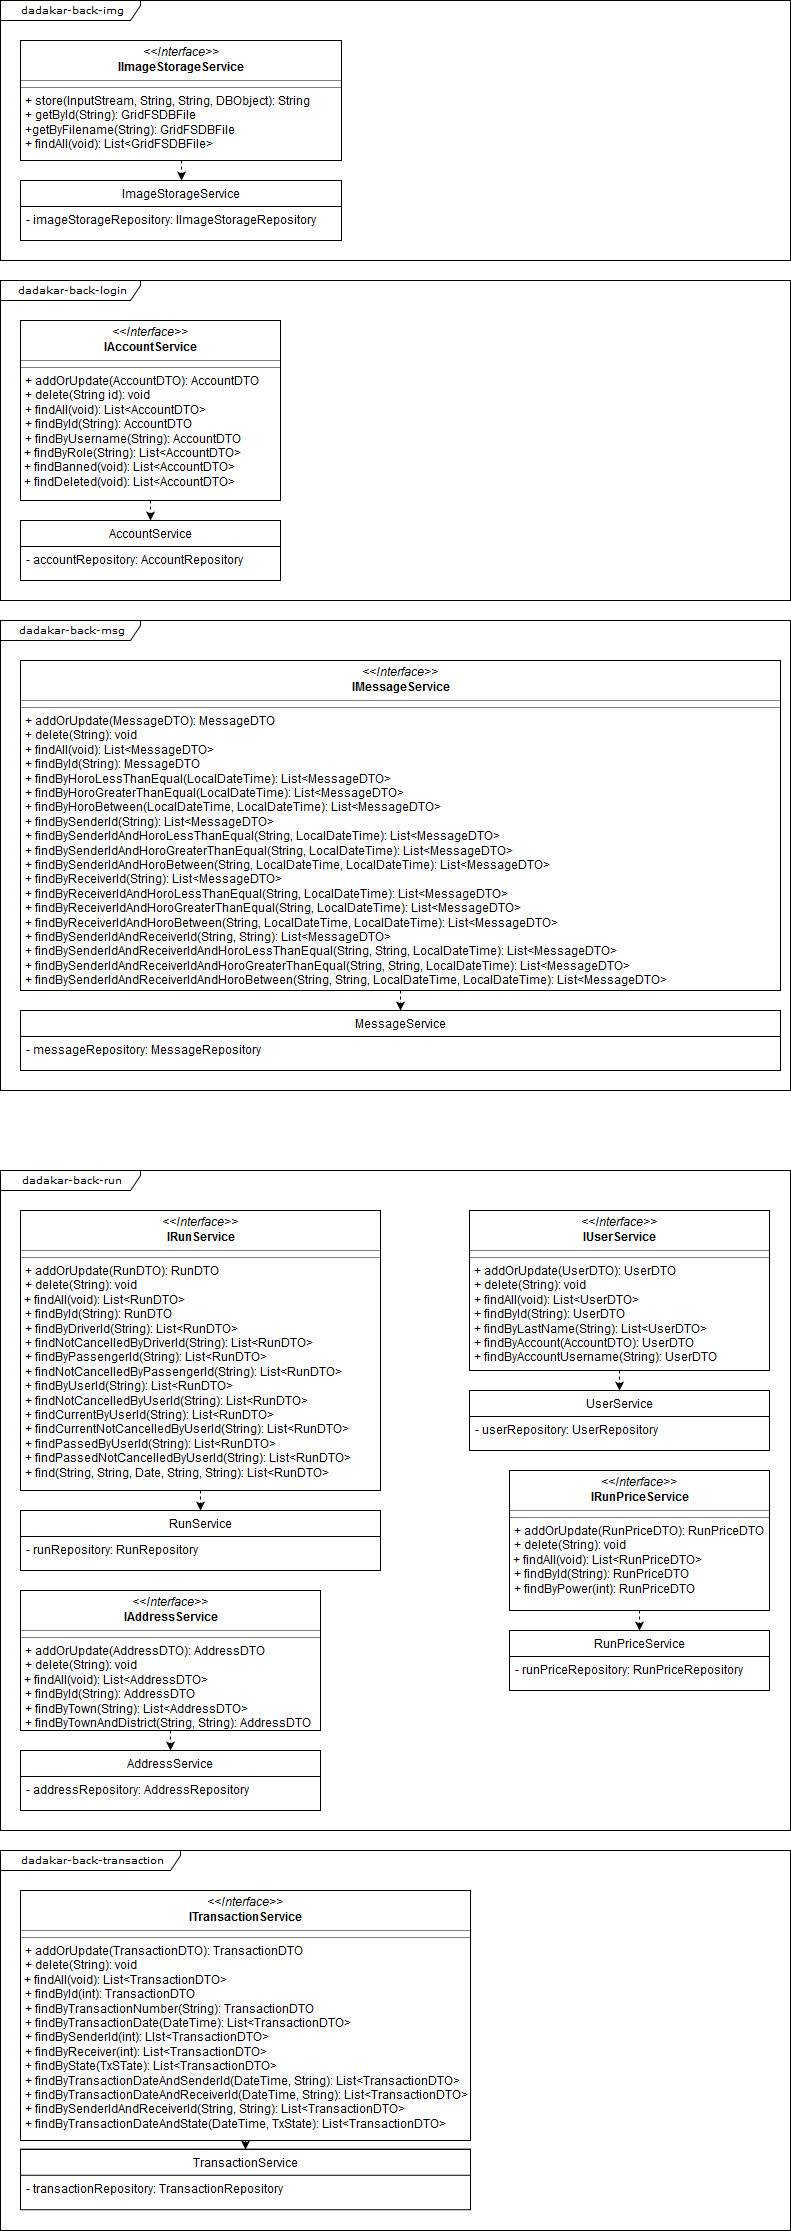 dadakar-back-img
<<Interface>>
IImageStorageService
+ store(InputStream, String, String, DBObject): String
+ getById(String): GridFSDBFile
+getByFilename(String): GridFSDBFile
+ findAll(void): List<GridFSDBFile>
ImageStorageService
- imageStorageRepository: IImageStorageRepository
dadakar-back-login
<<Interface>>
IAccountService
+ addOrUpdate(AccountDTO): AccountDTO
+ delete(String id): void
+ findAll(void): List<AccountDTO>
+ findById(String): AccountDTO
+ findByUsername(String): AccountDTO
+ findByRole(String): List<AccountDTO>
+ findBanned(void): List<AccountDTO>
+ findDeleted(void): List<AccountDTO>
AccountService
- accountRepository: AccountRepository
dadakar-back-msg
<<Interface>>
IMessageService
+ addOrUpdate(MessageDTO): MessageDTO
+ delete(String): void
+ findAll(void): List<MessageDTO>
+ findById(String): MessageDTO
+ findByHoroLessThanEqual(LocalDateTime): List<MessageDTO>
+ findByHoroGreaterThanEqual(LocalDateTime): List<MessageDTO>
+ findByHoroBetween(LocalDateTime, LocalDateTime): List<MessageDTO>
+ findBySenderId(String): List<MessageDTO>
+ findBySenderIdAndHoroLessThanEqual(String, LocalDateTime): List<MessageDTO>
+ findBySenderIdAndHoroGreaterThanEqual(String, LocalDateTime): List<MessageDTO>
+ findBySenderIdAndHoroBetween(String, LocalDateTime, LocalDateTime): List<MessageDTO>
+ findByReceiverId(String): List<MessageDTO>
+ findByReceiverIdAndHoroLessThanEqual(String, LocalDateTime): List<MessageDTO>
+ findByReceiverIdAndHoroGreaterThanEqual(String, LocalDateTime): List<MessageDTO>
+ findByReceiverIdAndHoroBetween(String, LocalDateTime, LocalDateTime): List<MessageDTO>
+ findBySenderIdAndReceiverId(String, String): List<MessageDTO>
+ findBySenderIdAndReceiverIdAndHoroLessThanEqual(String, String, LocalDateTime): List<MessageDTO>
+ findBySenderIdAndReceiverIdAndHoroGreaterThanEqual(String, String, LocalDateTime): List<MessageDTO>
+ findBySenderIdAndReceiverIdAndHoroBetween(String, String, LocalDateTime, LocalDateTime): List<MessageDTO>
MessageService
- messageRepository: MessageRepository
dadakar-back-run
<<Interface>>
IRunService
+ addOrUpdate(RunDTO): RunDTO
+ delete(String): void
+ findAll(void): List<RunDTO>
+ findById(String): RunDTO
+ findByDriverId(String): List<RunDTO>
+ findNotCancelledByDriverId(String): List<RunDTO>
+ findByPassengerId(String): List<RunDTO>
+ findNotCancelledByPassengerId(String): List<RunDTO>
+ findByUserId(String): List<RunDTO>
+ findNotCancelledByUserId(String): List<RunDTO>
+ findCurrentByUserId(String): List<RunDTO>
+ findCurrentNotCancelledByUserId(String): List<RunDTO>
+ findPassedByUserId(String): List<RunDTO>
+ findPassedNotCancelledByUserId(String): List<RunDTO>
+ find(String, String, Date, String, String): List<RunDTO>
RunService
- runRepository: RunRepository
<<Interface>>
IUserService
+ addOrUpdate(UserDTO): UserDTO
+ delete(String): void
+ findAll(void): List<UserDTO>
+ findById(String): UserDTO
+ findByLastName(String): List<UserDTO>
+ findByAccount(AccountDTO): UserDTO
+ findByAccountUsername(String): UserDTO
UserService
- userRepository: UserRepository
<<Interface>>
IRunPriceService
+ addOrUpdate(RunPriceDTO): RunPriceDTO
+ delete(String): void
+ findAll(void): List<RunPriceDTO>
+ findById(String): RunPriceDTO
+ findByPower(int): RunPriceDTO
RunPriceService
- runPriceRepository: RunPriceRepository
<<Interface>>
IAddressService
+ addOrUpdate(AddressDTO): AddressDTO
+ delete(String): void
+ findAll(void): List<AddressDTO>
+ findById(String): AddressDTO
+ findByTown(String): List<AddressDTO>
+ findByTownAndDistrict(String, String): AddressDTO
AddressService
- addressRepository: AddressRepository
dadakar-back-transaction
<<Interface>>
ITransactionService
+ addOrUpdate(TransactionDTO): TransactionDTO
+ delete(String): void
+ findAll(void): List<TransactionDTO>
+ findById(int): TransactionDTO
+ findByTransactionNumber(String): TransactionDTO
+ findByTransactionDate(DateTime): List<TransactionDTO>
+ findBySenderId(int): LIst<TransactionDTO>
+ findByReceiver(int): List<TransactionDTO>
+ findByState(TxSTate): List<TransactionDTO>
+ findByTransactionDateAndSenderId(DateTime, String): List<TransactionDTO>
+ findByTransactionDateAndReceiverId(DateTime, String): List<TransactionDTO>
+ findBySenderIdAndReceiverId(String, String): List<TransactionDTO>
+ findByTransactionDateAndState(DateTime, TxState): List<TransactionDTO>
TransactionService
- transactionRepository: TransactionRepository